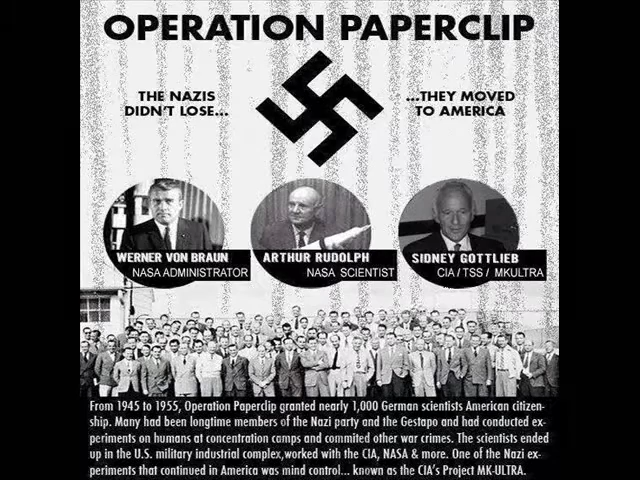 OPERATION PAPERCLIP
THE NAZIS
DIDN'T LOSE...
...THEY MOVED
TO AMERICA
WERNER VON BRAUN
NASA ADMINISTRATOR
ARTHUR RUDOLPH
NASA SCIENTIST
SIDNEY GOTTLIEB
CIA / TSS / MKULTRA
From 1945 to 1955, Operation Paperclip granted nearly 1,000 German scientists American citizen-
ship. Many had been longtime members of the Nazi party and the Gestapo and had conducted ex-
periments on humans at concentration camps and commited other war crimes. The scientists ended
up in the U.S. military industrial complex,worked with the CIA, NASA & more. One of the Nazi ex-
periments that continued in America was mind control... known as the CIA's Project MK-ULTRA.